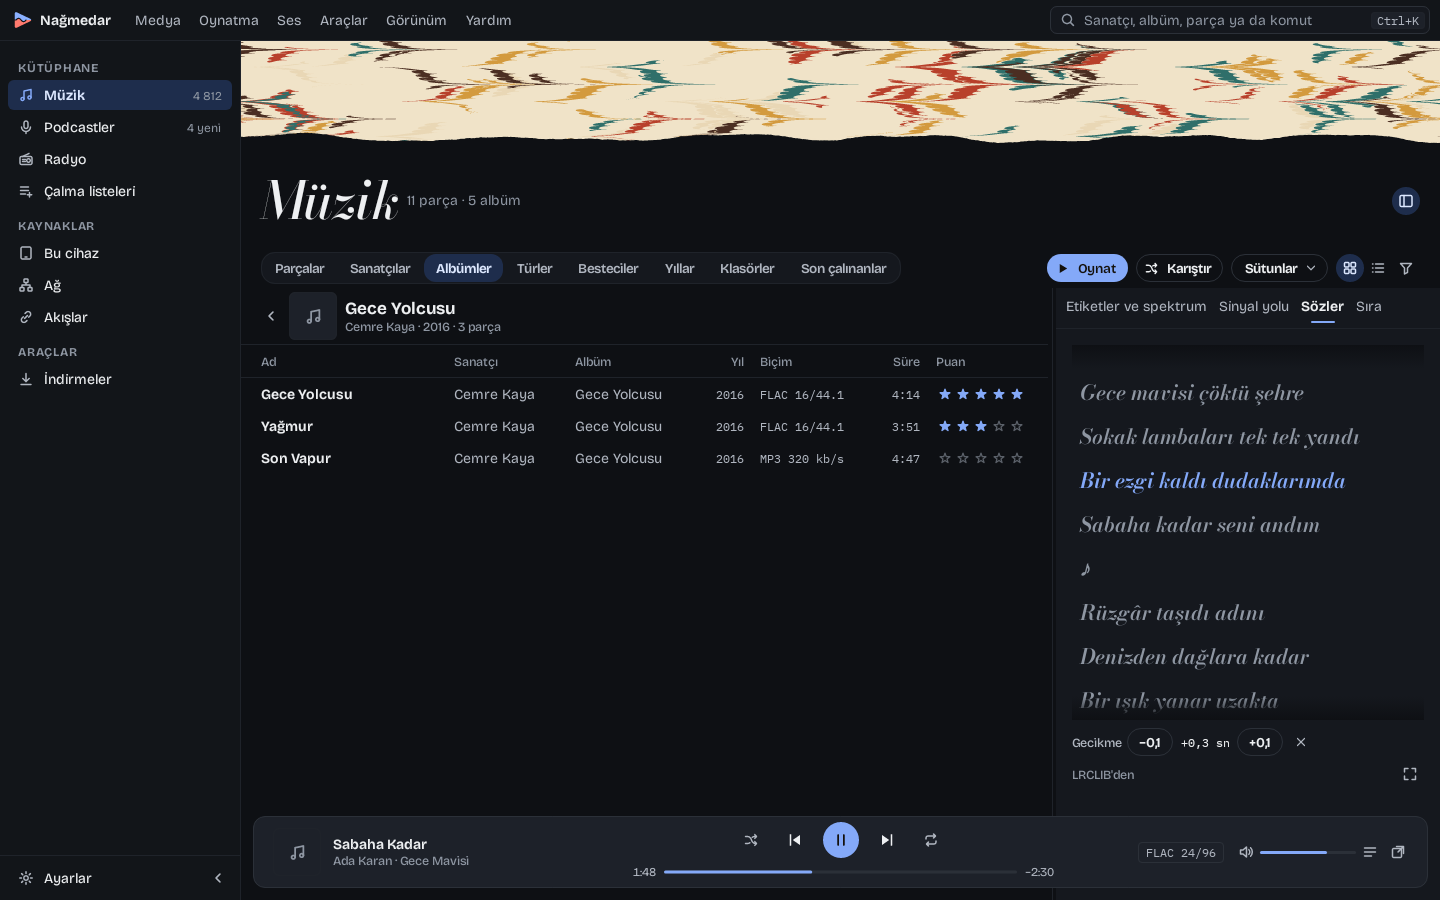 Nağmedar Medya Oynatma Ses Araçlar Görünüm Yardım Sanatçı, albüm, parça ya da komut Ctrl+K
KÜTÜPHANE
Müzik 4 812
Podcastler 4 yeni
Radyo
Çalma listeleri
KAYNAKLAR
Bu cihaz
Ağ
Akışlar
ARAÇLAR
İndirmeler
Ayarlar
Müzik 11 parça · 5 albüm
Parçalar Sanatçılar Albümler Türler Besteciler Yıllar Klasörler Son çalınanlar Oynat Karıştır Sütunlar
Gece Yolcusu
Cemre Kaya · 2016 · 3 parça
Ad Sanatçı Albüm Yıl Biçim Süre Puan
Gece Yolcusu Cemre Kaya Gece Yolcusu 2016 FLAC 16/44.1 4:14
Yağmur Cemre Kaya Gece Yolcusu 2016 FLAC 16/44.1 3:51
Son Vapur Cemre Kaya Gece Yolcusu 2016 MP3 320 kb/s 4:47
Etiketler ve spektrum Sinyal yolu Sözler Sıra
Gece mavisi çöktü şehre
Sokak lambaları tek tek yandı
Bir ezgi kaldı dudaklarımda
Sabaha kadar seni andım
♪
Rüzgâr taşıdı adını
Denizden dağlara kadar
Bir ışık yanar uzakta
Gecikme −0,1 +0,3 sn +0,1
LRCLIB'den
Sabaha Kadar
Ada Karan · Gece Mavisi
1:48 −2:30
FLAC 24/96